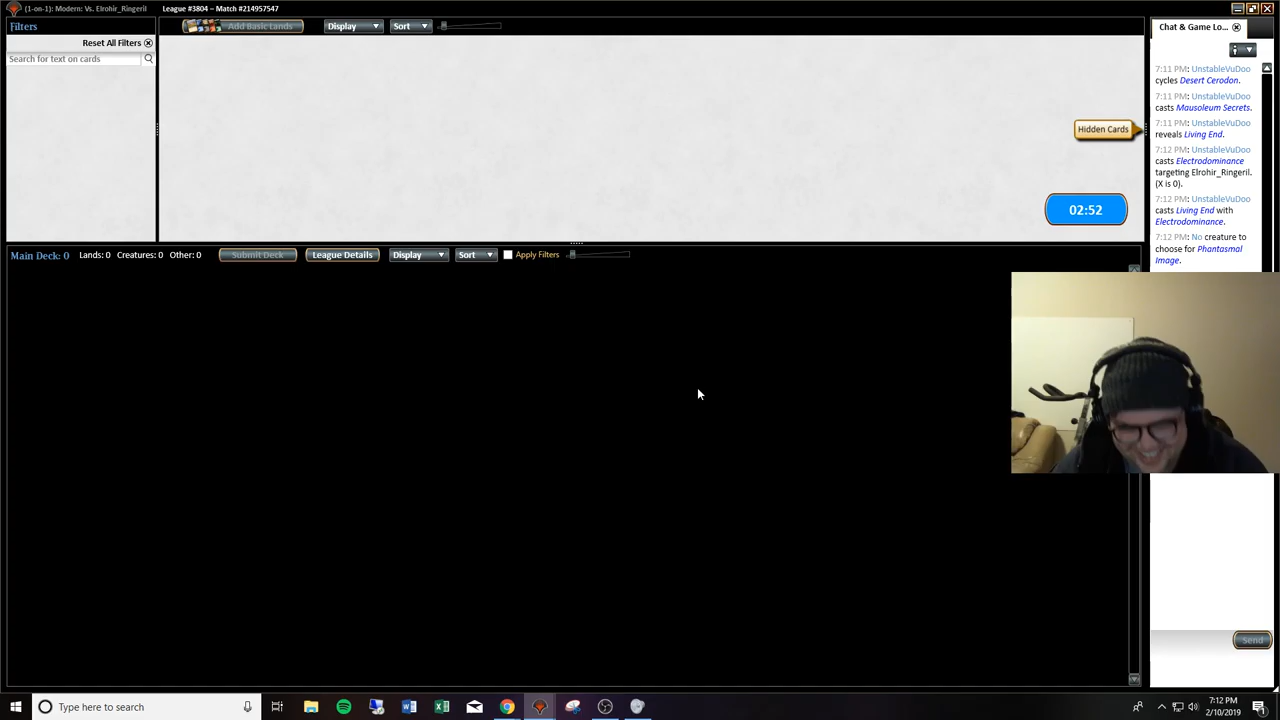 (1-on-1): Modern: Vs. Elrohir_Ringeril League #3804 – Match #214957547
Filters
Reset All Filters
Search for text on cards
Add Basic Lands Display Sort
Hidden Cards
02:52
Main Deck: 0 Lands: 0 Creatures: 0 Other: 0 Submit Deck League Details Display Sort Apply Filters
Chat & Game Lo...
7:11 PM: UnstableVuDoo
cycles Desert Cerodon.
7:11 PM: UnstableVuDoo
casts Mausoleum Secrets.
7:11 PM: UnstableVuDoo
reveals Living End.
7:12 PM: UnstableVuDoo
casts Electrodominance
targeting Elrohir_Ringeril.
(X is 0).
7:12 PM: UnstableVuDoo
casts Living End with
Electrodominance.
7:12 PM: No creature to
choose for Phantasmal
Image.
Send
Type here to search
7:12 PM
2/10/2019